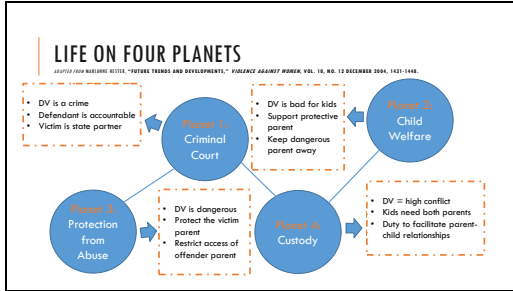 LIFE ON FOUR PLANETS
ADAPTED FROM MARIANNE HESTER, "FUTURE TRENDS AND DEVELOPMENTS," VIOLENCE AGAINST WOMEN, VOL. 10, NO. 12 DECEMBER 2004, 1431-1448.
• DV is a crime
• Defendant is accountable
• Victim is state partner
Planet 1:
Criminal
Court
• DV is bad for kids
• Support protective
parent
• Keep dangerous
parent away
Planet 2:
Child
Welfare
Planet 3:
Protection
from
Abuse
• DV is dangerous
• Protect the victim
parent
• Restrict access of
offender parent
Planet 4:
Custody
• DV = high conflict
• Kids need both parents
• Duty to facilitate parent-
child relationships